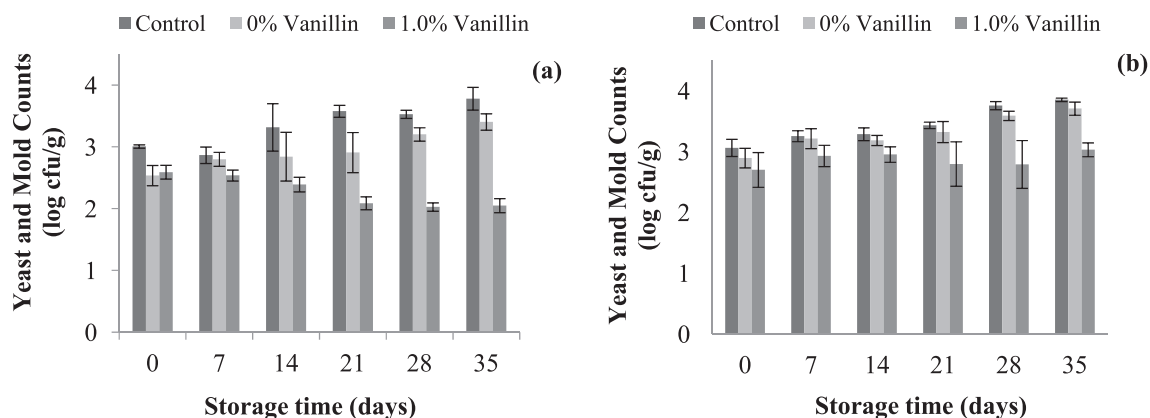 Control 0% Vanillin 1.0% Vanillin
(a)
Yeast and Mold Counts
(log cfu/g)
4
3
2
1
0
0 7 14 21 28 35
Storage time (days)
Control 0% Vanillin 1.0% Vanillin
(b)
Yeast and Mold Counts
(log cfu/g)
4
3
2
1
0
0 7 14 21 28 35
Storage time (days)